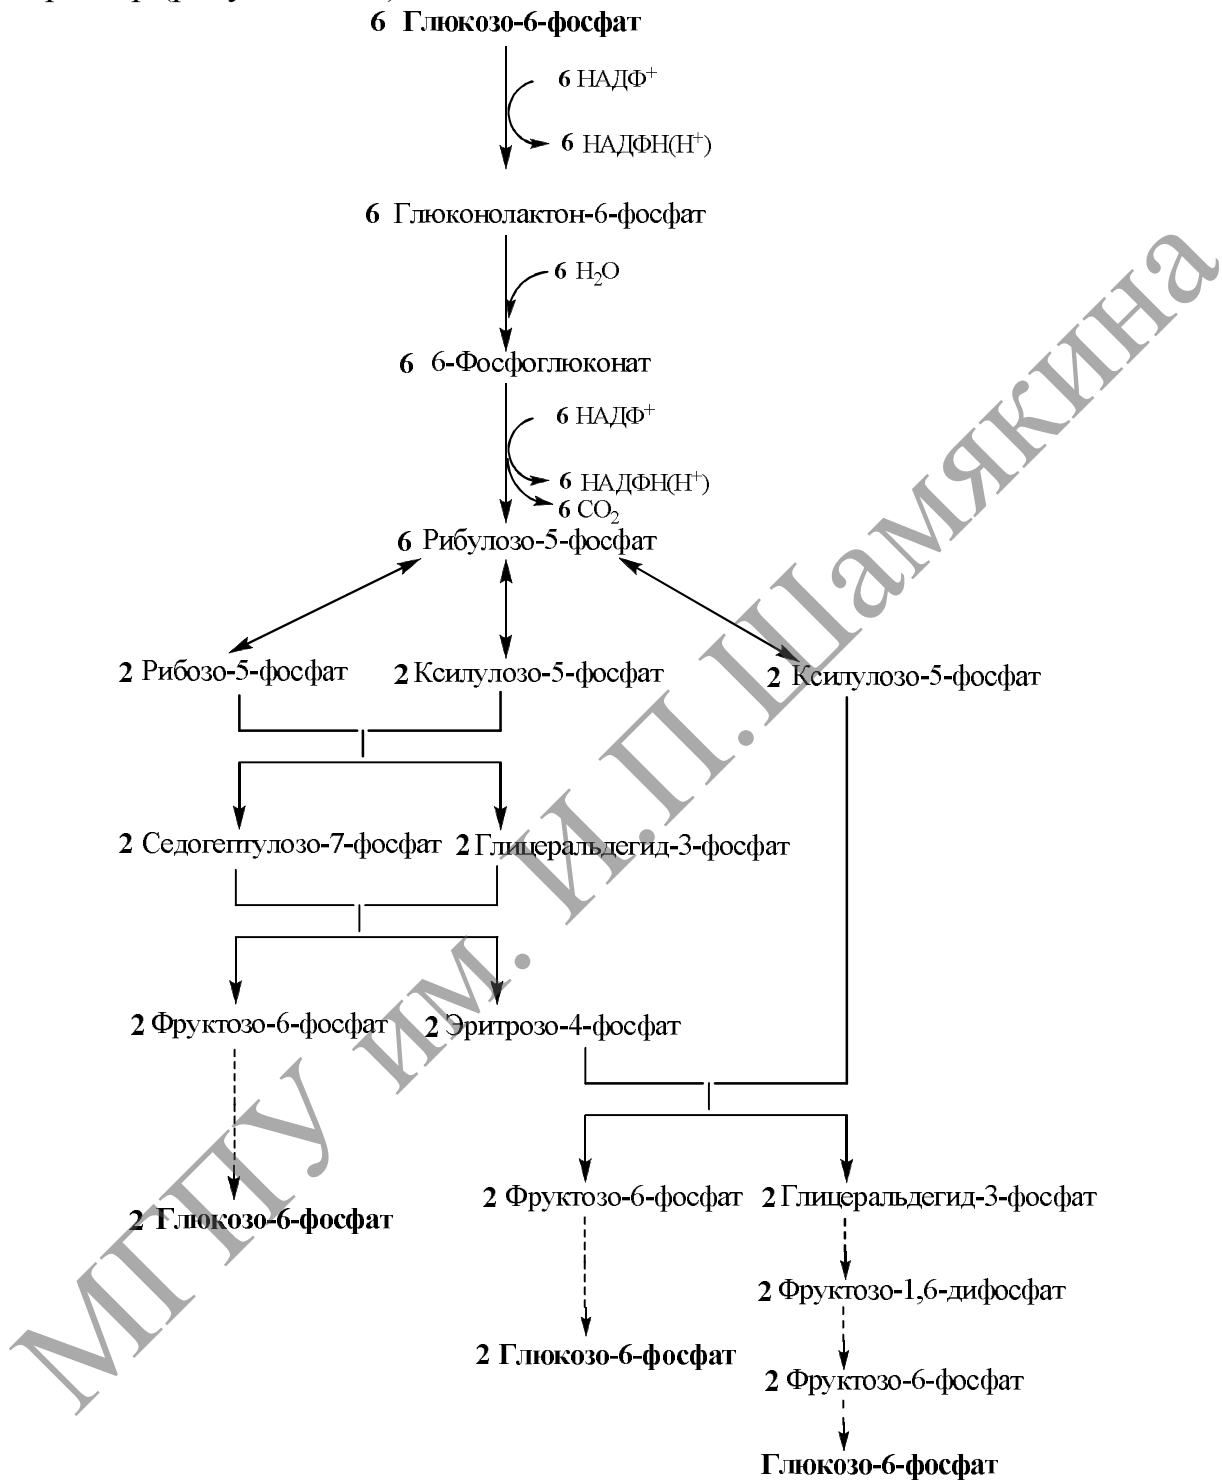 6 Глюкозо-6-фосфат
6 НАДФ⁺
6 НАДФН(Н⁺)
6 Глюконолактон-6-фосфат
6 H₂O
6 6-Фосфоглюконат
6 НАДФ⁺
6 НАДФН(Н⁺)
6 CO₂
6 Рибулозо-5-фосфат
2 Рибозо-5-фосфат 2 Ксилулозо-5-фосфат 2 Ксилулозо-5-фосфат
2 Седогептулозо-7-фосфат 2 Глицеральдегид-3-фосфат
2 Фруктозо-6-фосфат 2 Эритрозо-4-фосфат
2 Фруктозо-6-фосфат 2 Глицеральдегид-3-фосфат
2 Глюкозо-6-фосфат
2 Фруктозо-1,6-дифосфат
2 Глюкозо-6-фосфат
2 Фруктозо-6-фосфат
Глюкозо-6-фосфат
МГПУ им. И.П.Шамякина